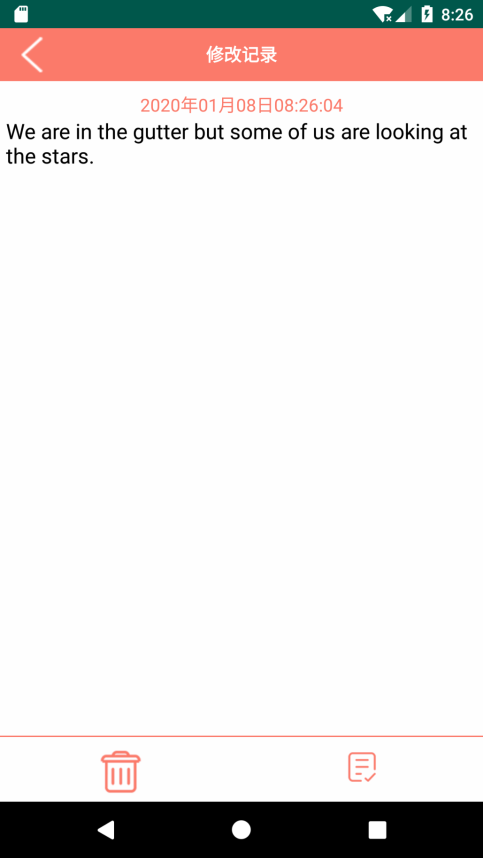 8:26
修改记录
2020年01月08日08:26:04
We are in the gutter but some of us are looking at
the stars.